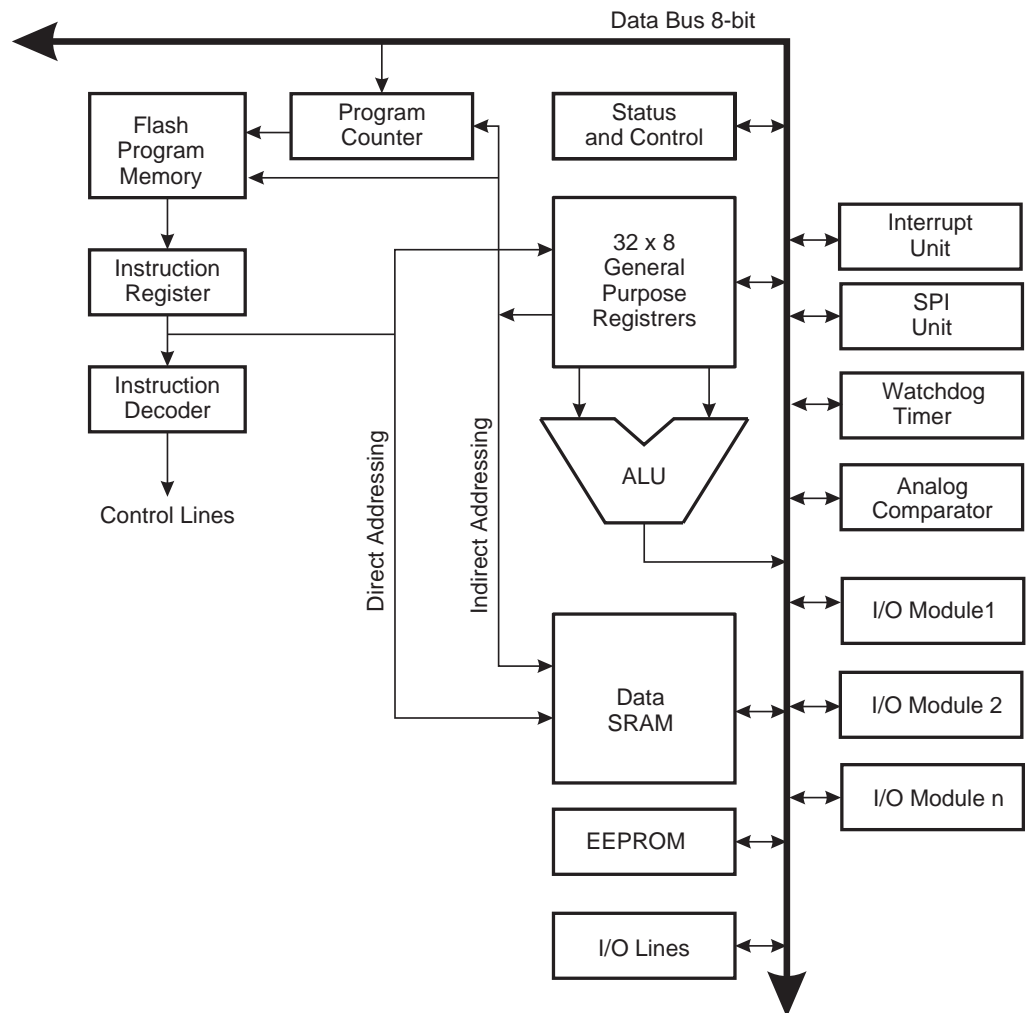 Data Bus 8-bit
Flash
Program
Memory
Program
Counter
Status
and Control
Interrupt
Unit
32 x 8
General
Purpose
Registrers
Instruction
Register
SPI
Unit
Instruction
Decoder
Watchdog
Timer
ALU
Analog
Comparator
Control Lines
Direct Addressing
Indirect Addressing
I/O Module1
Data
SRAM
I/O Module 2
I/O Module n
EEPROM
I/O Lines